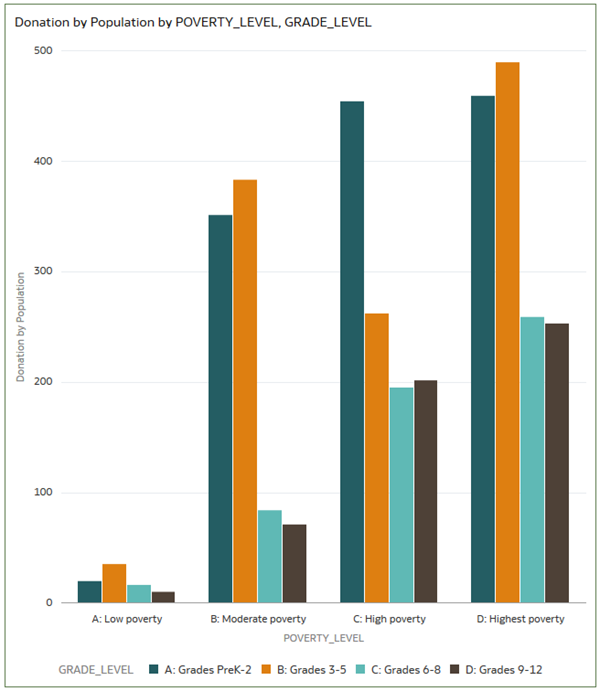 Donation by Population by POVERTY_LEVEL, GRADE_LEVEL
500
400
300
200
100
0
Donation by Population
A: Low poverty
B: Moderate poverty
C: High poverty
D: Highest poverty
POVERTY_LEVEL
GRADE_LEVEL A: Grades PreK-2 B: Grades 3-5 C: Grades 6-8 D: Grades 9-12